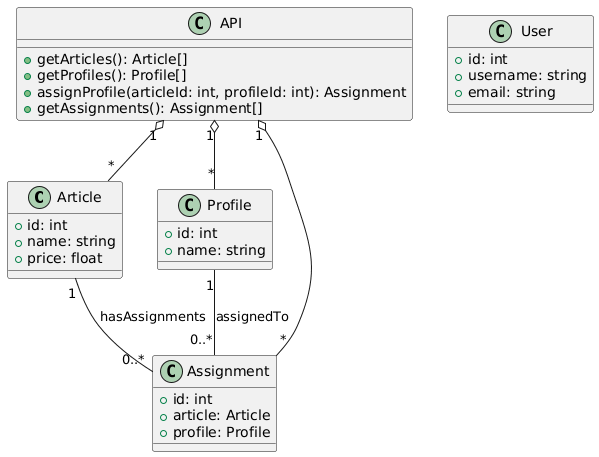 C API
getArticles(): Article[]
getProfiles(): Profile[]
assignProfile(articleId: int, profileId: int): Assignment
getAssignments(): Assignment[]
C User
id: int
username: string
email: string
1 1 1
* *
C Article
id: int
name: string
price: float
C Profile
id: int
name: string
1 1
hasAssignments assignedTo
0..* 0..* *
C Assignment
id: int
article: Article
profile: Profile